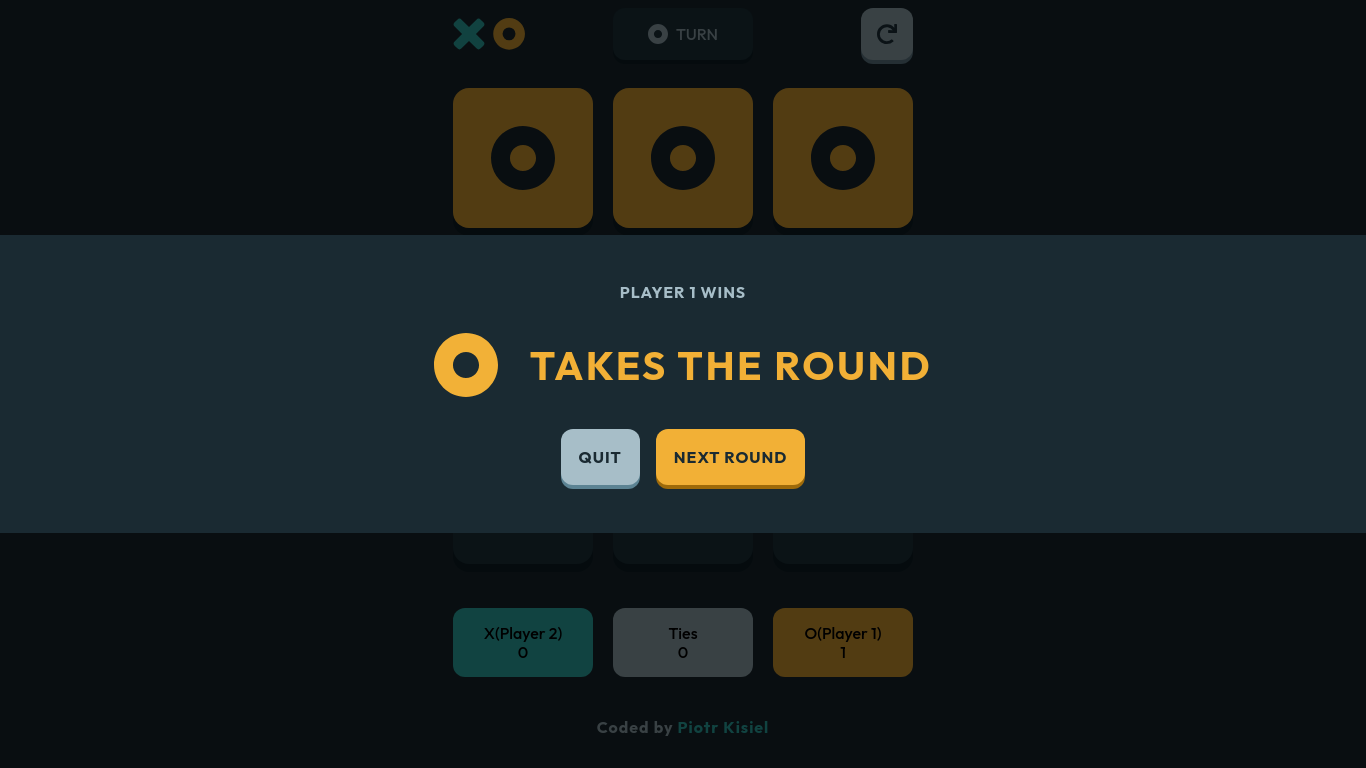 TURN
PLAYER 1 WINS
TAKES THE ROUND
QUIT
NEXT ROUND
X(Player 2)
0
Ties
0
O(Player 1)
1
Coded by Piotr Kisiel